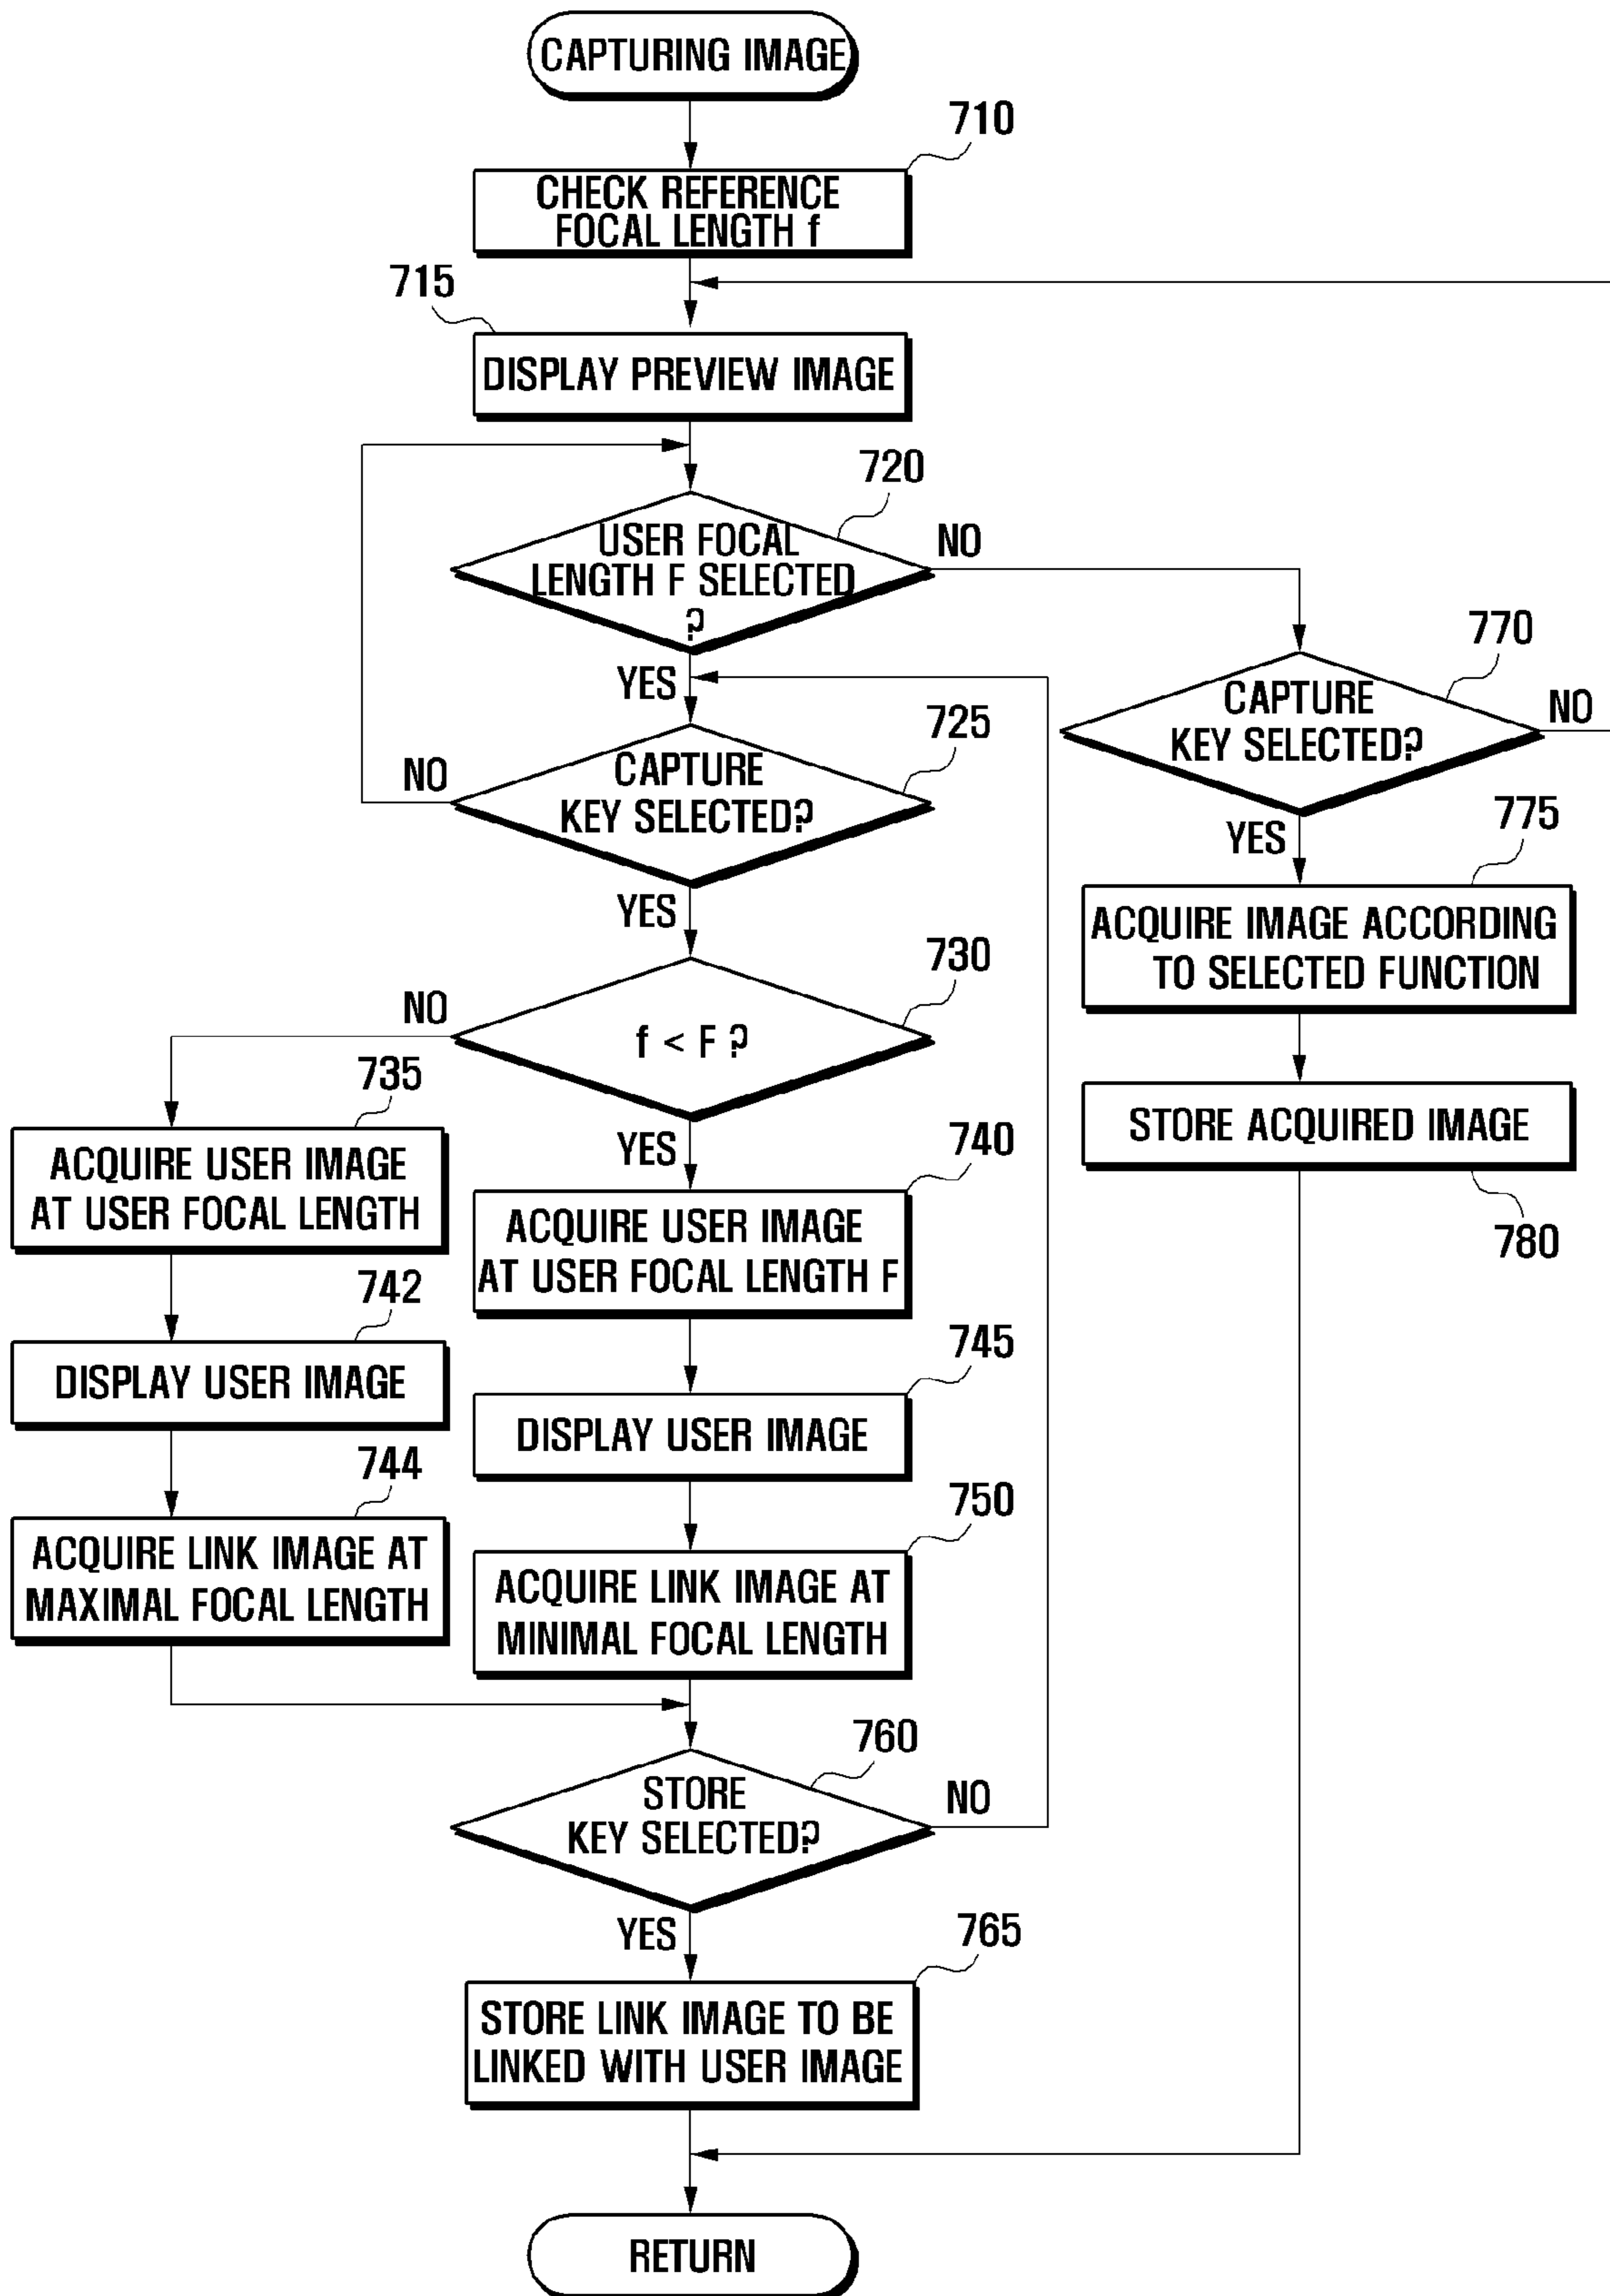 CAPTURING IMAGE
710
CHECK REFERENCE
FOCAL LENGTH f
715
DISPLAY PREVIEW IMAGE
720
USER FOCAL
LENGTH F SELECTED
?
NO
YES
770
CAPTURE
KEY SELECTED?
NO
YES
725
CAPTURE
KEY SELECTED?
NO
YES
775
ACQUIRE IMAGE ACCORDING
TO SELECTED FUNCTION
730
f < F ?
NO
YES
STORE ACQUIRED IMAGE
780
735
ACQUIRE USER IMAGE
AT USER FOCAL LENGTH
740
ACQUIRE USER IMAGE
AT USER FOCAL LENGTH F
742
DISPLAY USER IMAGE
745
DISPLAY USER IMAGE
744
ACQUIRE LINK IMAGE AT
MAXIMAL FOCAL LENGTH
750
ACQUIRE LINK IMAGE AT
MINIMAL FOCAL LENGTH
760
STORE
KEY SELECTED?
NO
YES
765
STORE LINK IMAGE TO BE
LINKED WITH USER IMAGE
RETURN